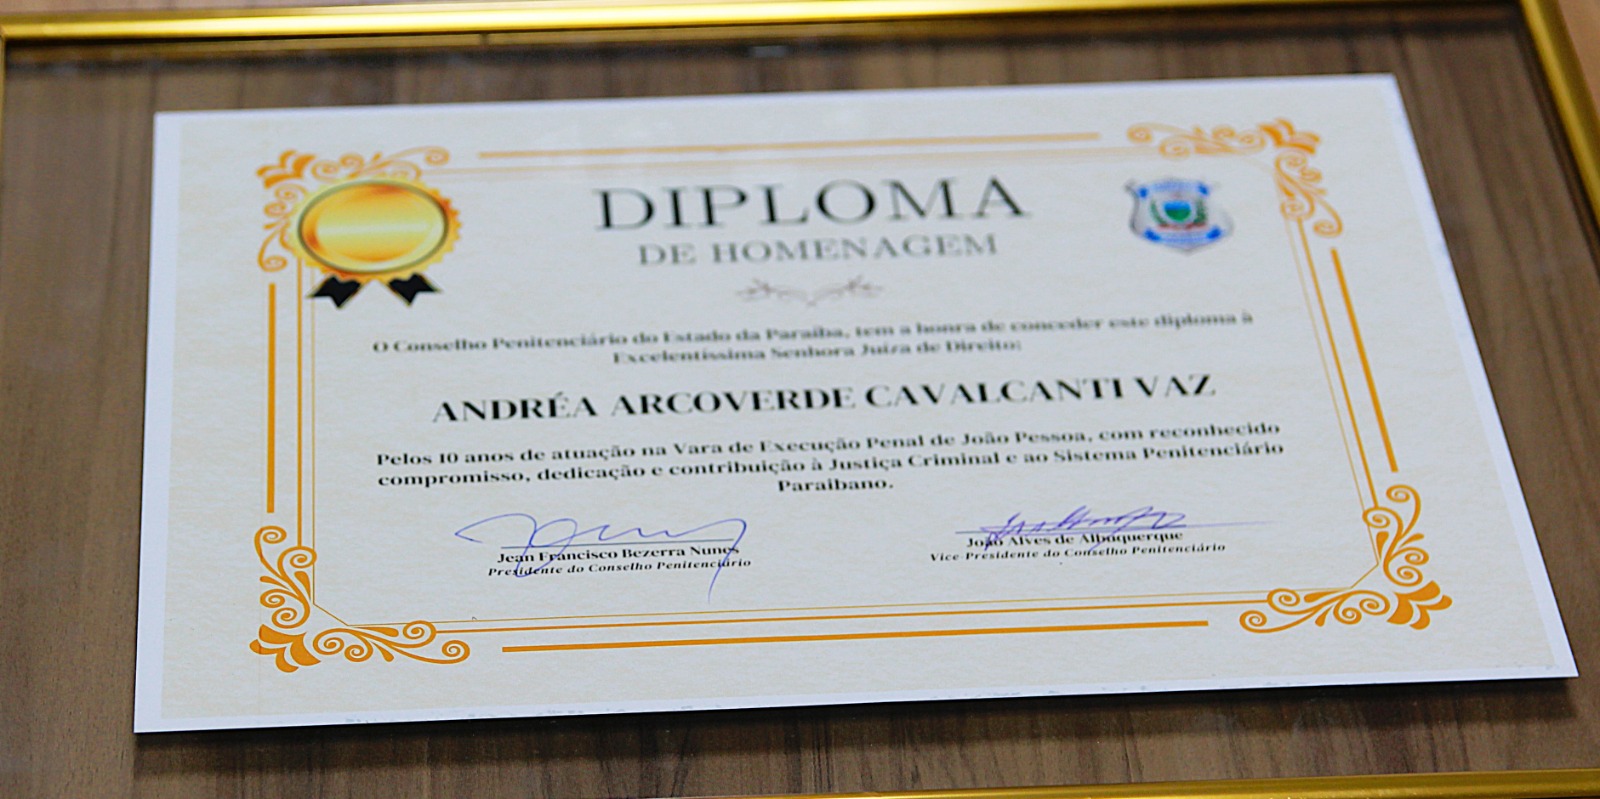 DIPLOMA
DE HOMENAGEM
O Conselho Penitenciário do Estado da Paraíba, tem a honra de conceder este diploma à
Excelentíssima Senhora Juíza de Direito:
ANDRÉA ARCOVERDE CAVALCANTI VAZ
Pelos 10 anos de atuação na Vara de Execução Penal de João Pessoa, com reconhecido
compromisso, dedicação e contribuição à Justiça Criminal e ao Sistema Penitenciário
Paraibano.
Jean Francisco Bezerra Nunes
Presidente do Conselho Penitenciário
João Alves de Albuquerque
Vice-Presidente do Conselho Penitenciário